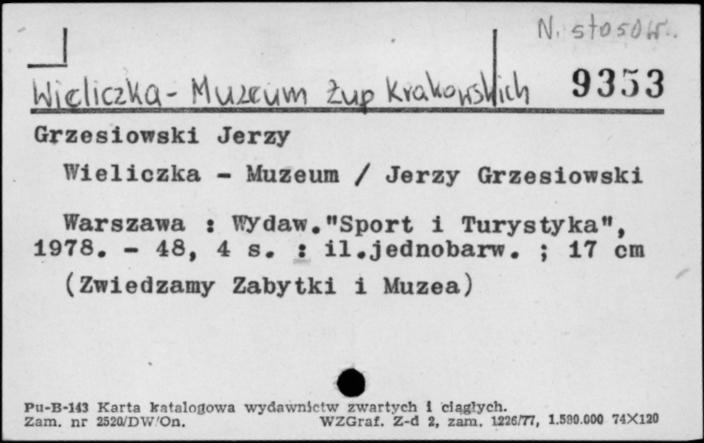 N. stosow.
Wieliczka - Muzeum Żup Krakowskich 9353
Grzesiowski Jerzy
Wieliczka - Muzeum / Jerzy Grzesiowski
Warszawa : Wydaw."Sport i Turystyka",
1978. - 48, 4 s. : il.jednobarw. ; 17 cm
(Zwiedzamy Zabytki i Muzea)
Pu-B-143 Karta katalogowa wydawnictw zwartych i ciągłych.
Zam. nr 2520/DW/On. WZGraf. Z-d 2, zam. 1226/77, 1.580.000 74X120